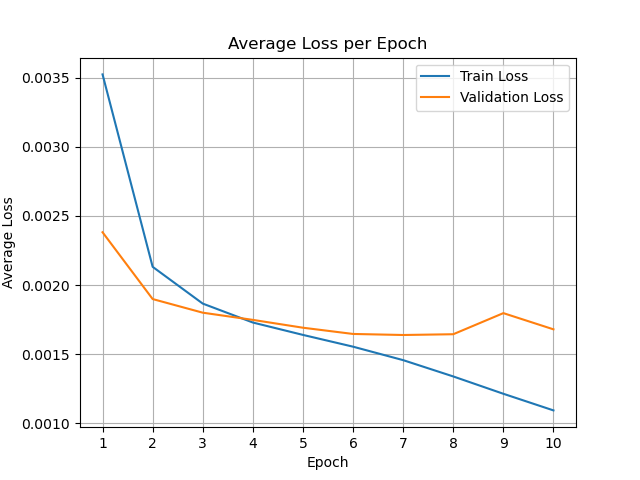 Average Loss per Epoch
Train Loss
Validation Loss
Average Loss
0.0035
0.0030
0.0025
0.0020
0.0015
0.0010
1 2 3 4 5 6 7 8 9 10
Epoch